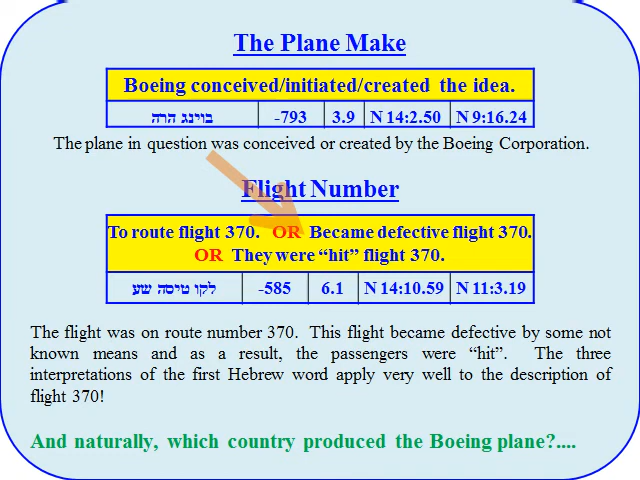 The Plane Make
Boeing conceived/initiated/created the idea.
בוינג הרה -793 3.9 N 14:2.50 N 9:16.24
The plane in question was conceived or created by the Boeing Corporation.
Flight Number
To route flight 370. OR Became defective flight 370.
OR They were “hit” flight 370.
לקו טיסה שע -585 6.1 N 14:10.59 N 11:3.19
The flight was on route number 370. This flight became defective by some not
known means and as a result, the passengers were “hit”. The three
interpretations of the first Hebrew word apply very well to the description of
flight 370!
And naturally, which country produced the Boeing plane?....